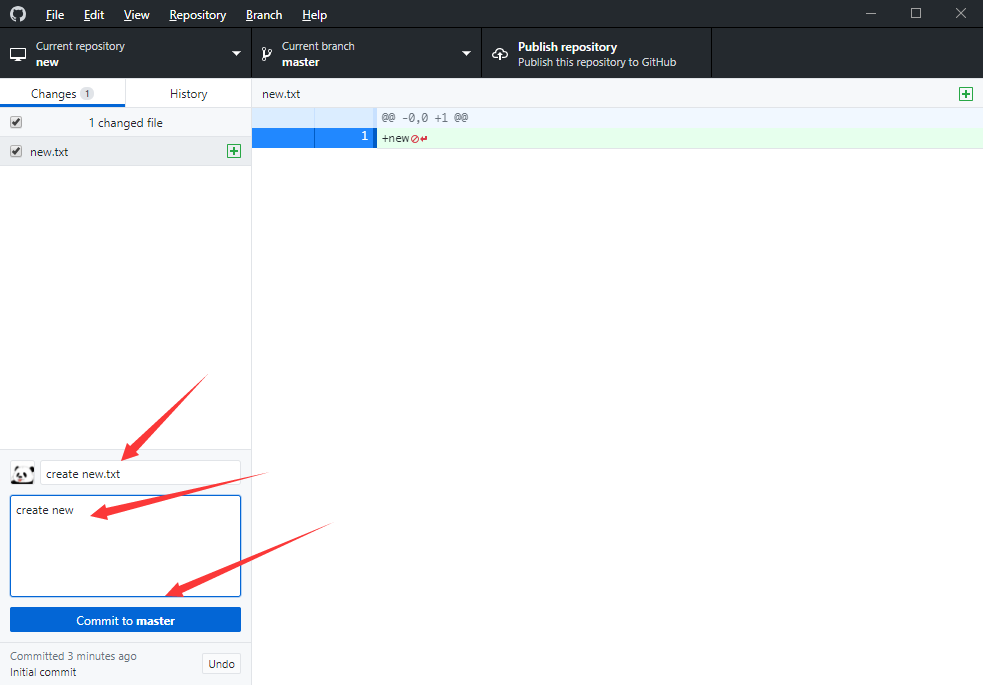 File Edit View Repository Branch Help
Current repository
new
Current branch
master
Publish repository
Publish this repository to GitHub
Changes 1
History
new.txt
1 changed file
@@ -0,0 +1 @@
new.txt
1 +new
create new.txt
create new
Commit to master
Committed 3 minutes ago
Initial commit
Undo